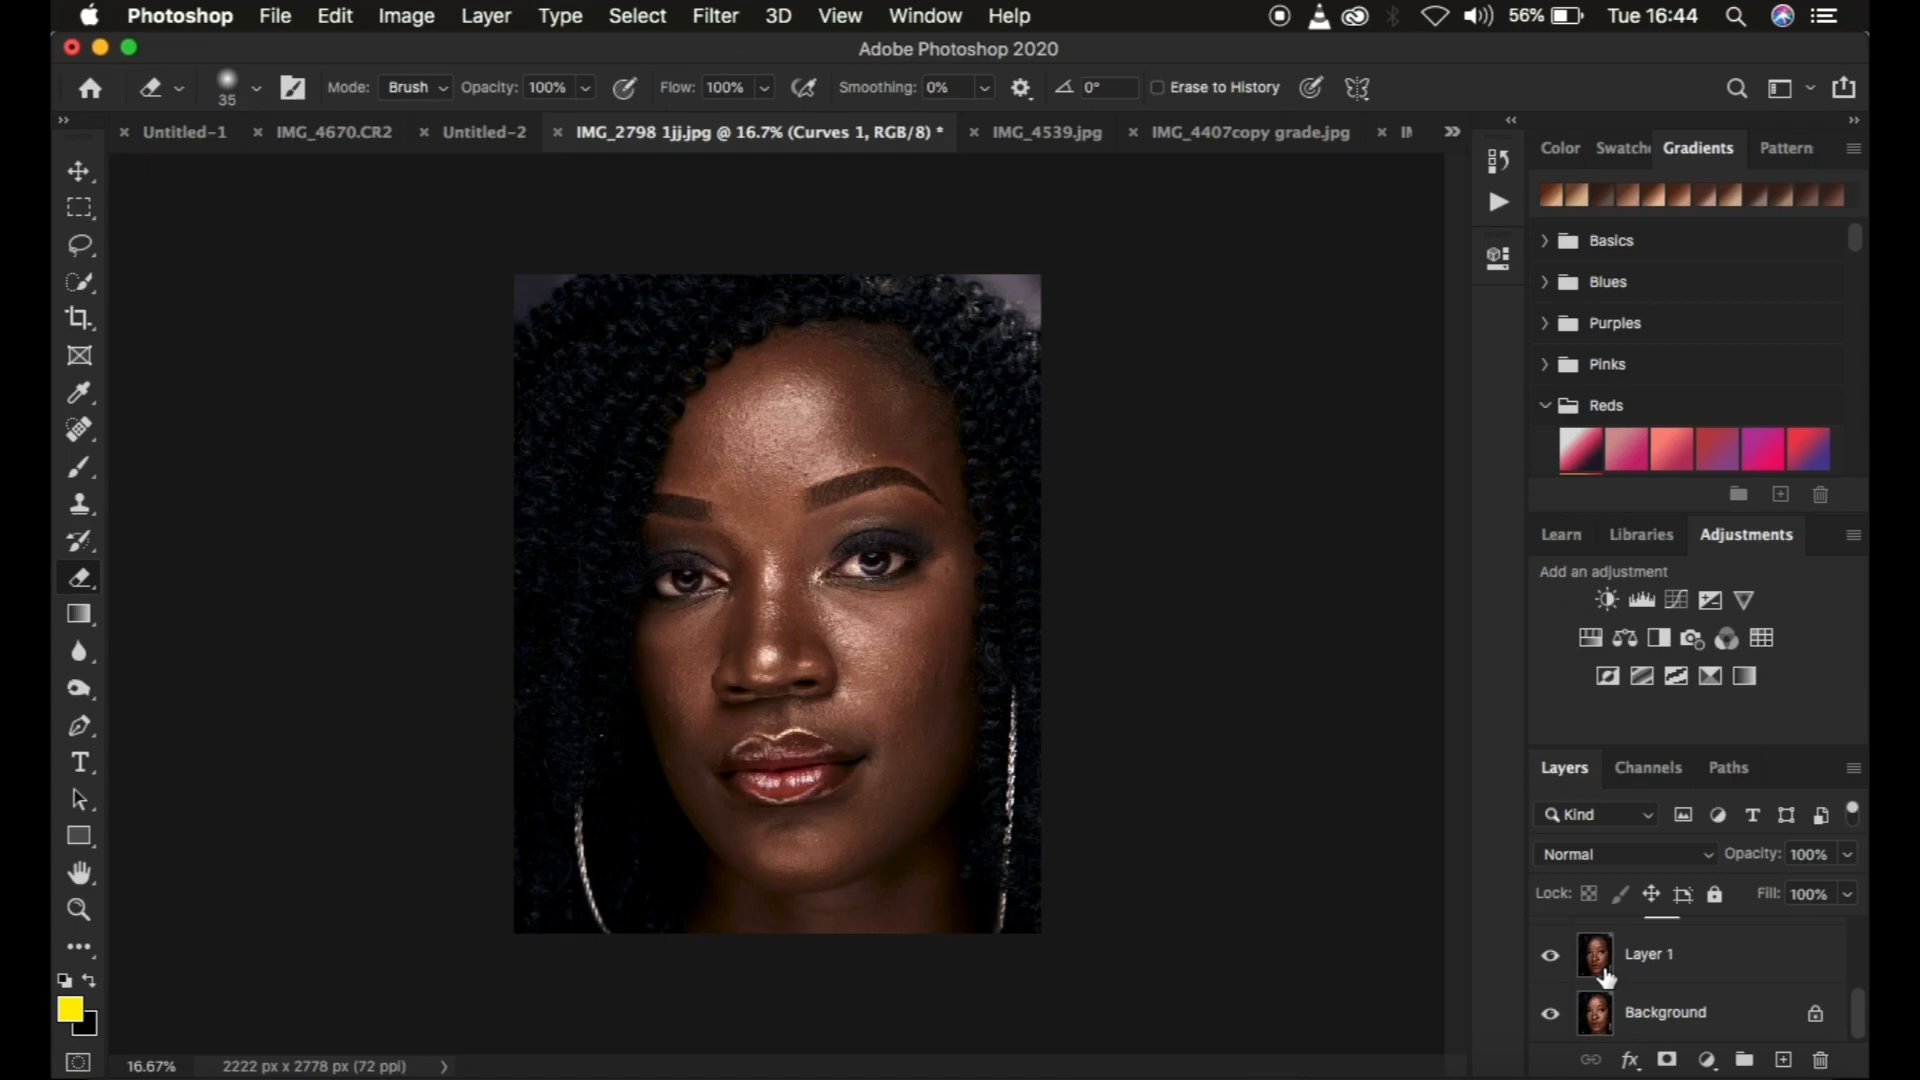 Photoshop File Edit Image Layer Type Select Filter 3D View Window Help 56% Tue 16:44
Adobe Photoshop 2020
35 Mode: Brush Opacity: 100% Flow: 100% Smoothing: 0% 0° Erase to History
Untitled-1 IMG_4670.CR2 Untitled-2 IMG_2798 1jj.jpg @ 16.7% (Curves 1, RGB/8) * IMG_4539.jpg IMG_4407copy grade.jpg
Color Swatche Gradients Pattern
Basics
Blues
Purples
Pinks
Reds
Learn Libraries Adjustments
Add an adjustment
Layers Channels Paths
Kind
Normal Opacity: 100%
Lock: Fill: 100%
Layer 1
Background
16.67% 2222 px x 2778 px (72 ppi)